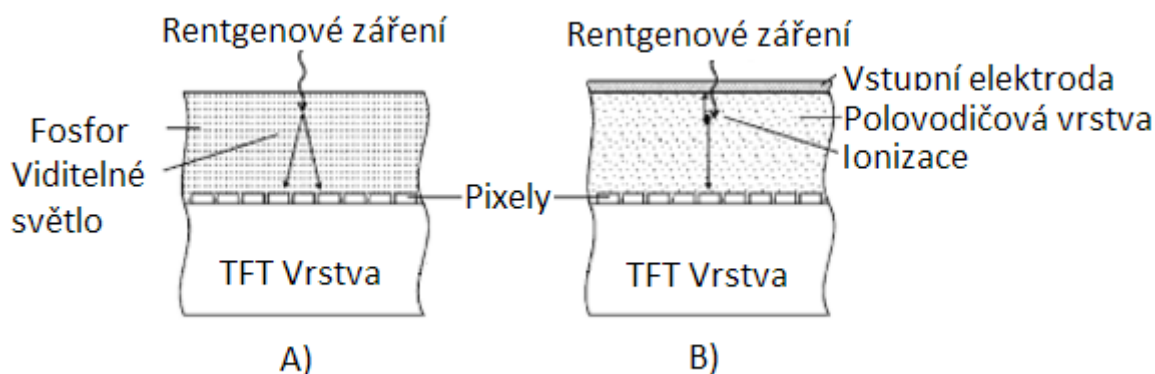 Rentgenové záření
Fosfor
Viditelné
světlo
Pixely
TFT Vrstva
A)
Rentgenové záření
Vstupní elektroda
Polovodičová vrstva
Ionizace
TFT Vrstva
B)